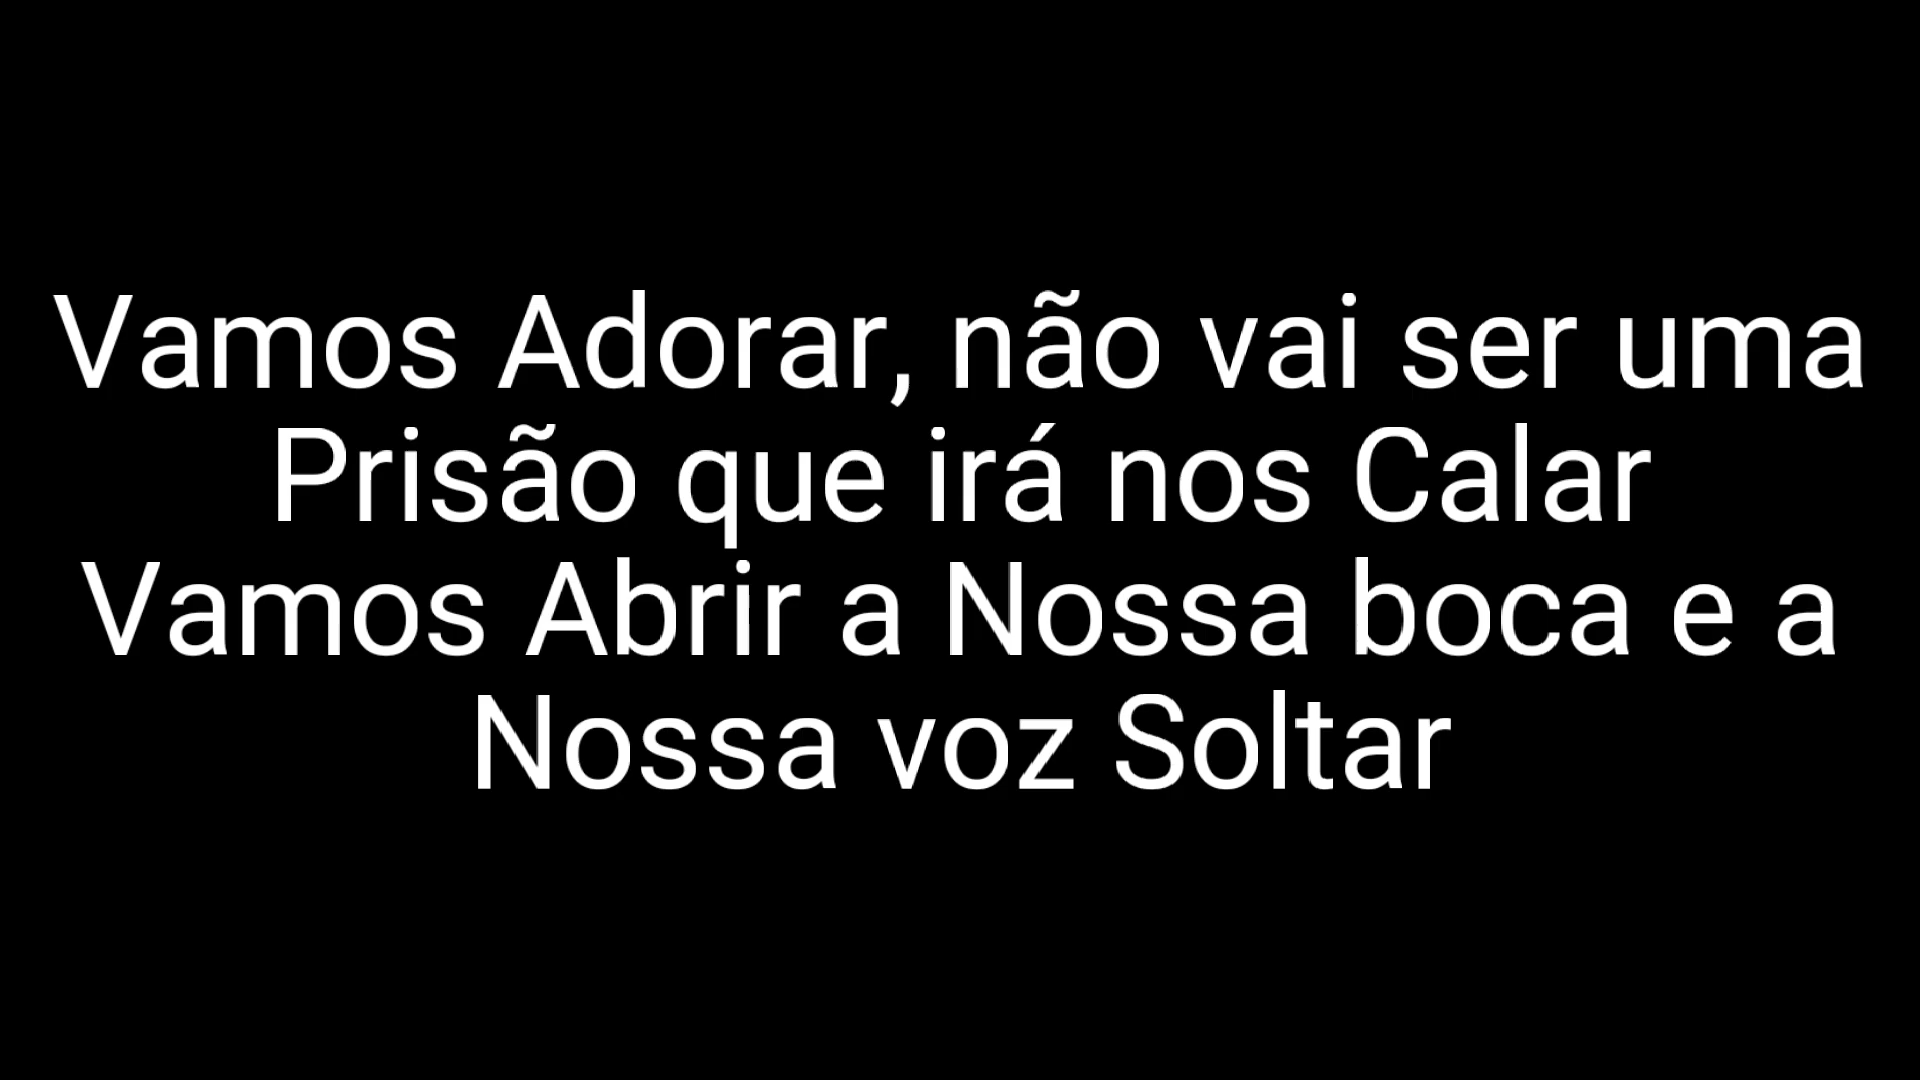 Vamos Adorar, não vai ser uma
Prisão que irá nos Calar
Vamos Abrir a Nossa boca e a
Nossa voz Soltar